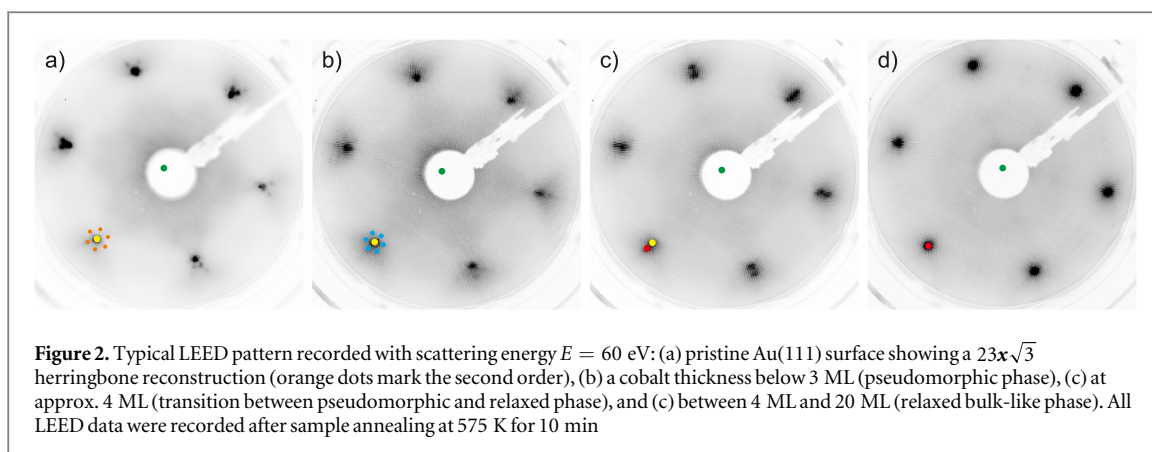 a)
b)
c)
d)
Figure 2. Typical LEED pattern recorded with scattering energy E = 60 eV: (a) pristine Au(111) surface showing a 23x√3
herringbone reconstruction (orange dots mark the second order), (b) a cobalt thickness below 3 ML (pseudomorphic phase), (c) at
approx. 4 ML (transition between pseudomorphic and relaxed phase), and (c) between 4 ML and 20 ML (relaxed bulk-like phase). All
LEED data were recorded after sample annealing at 575 K for 10 min